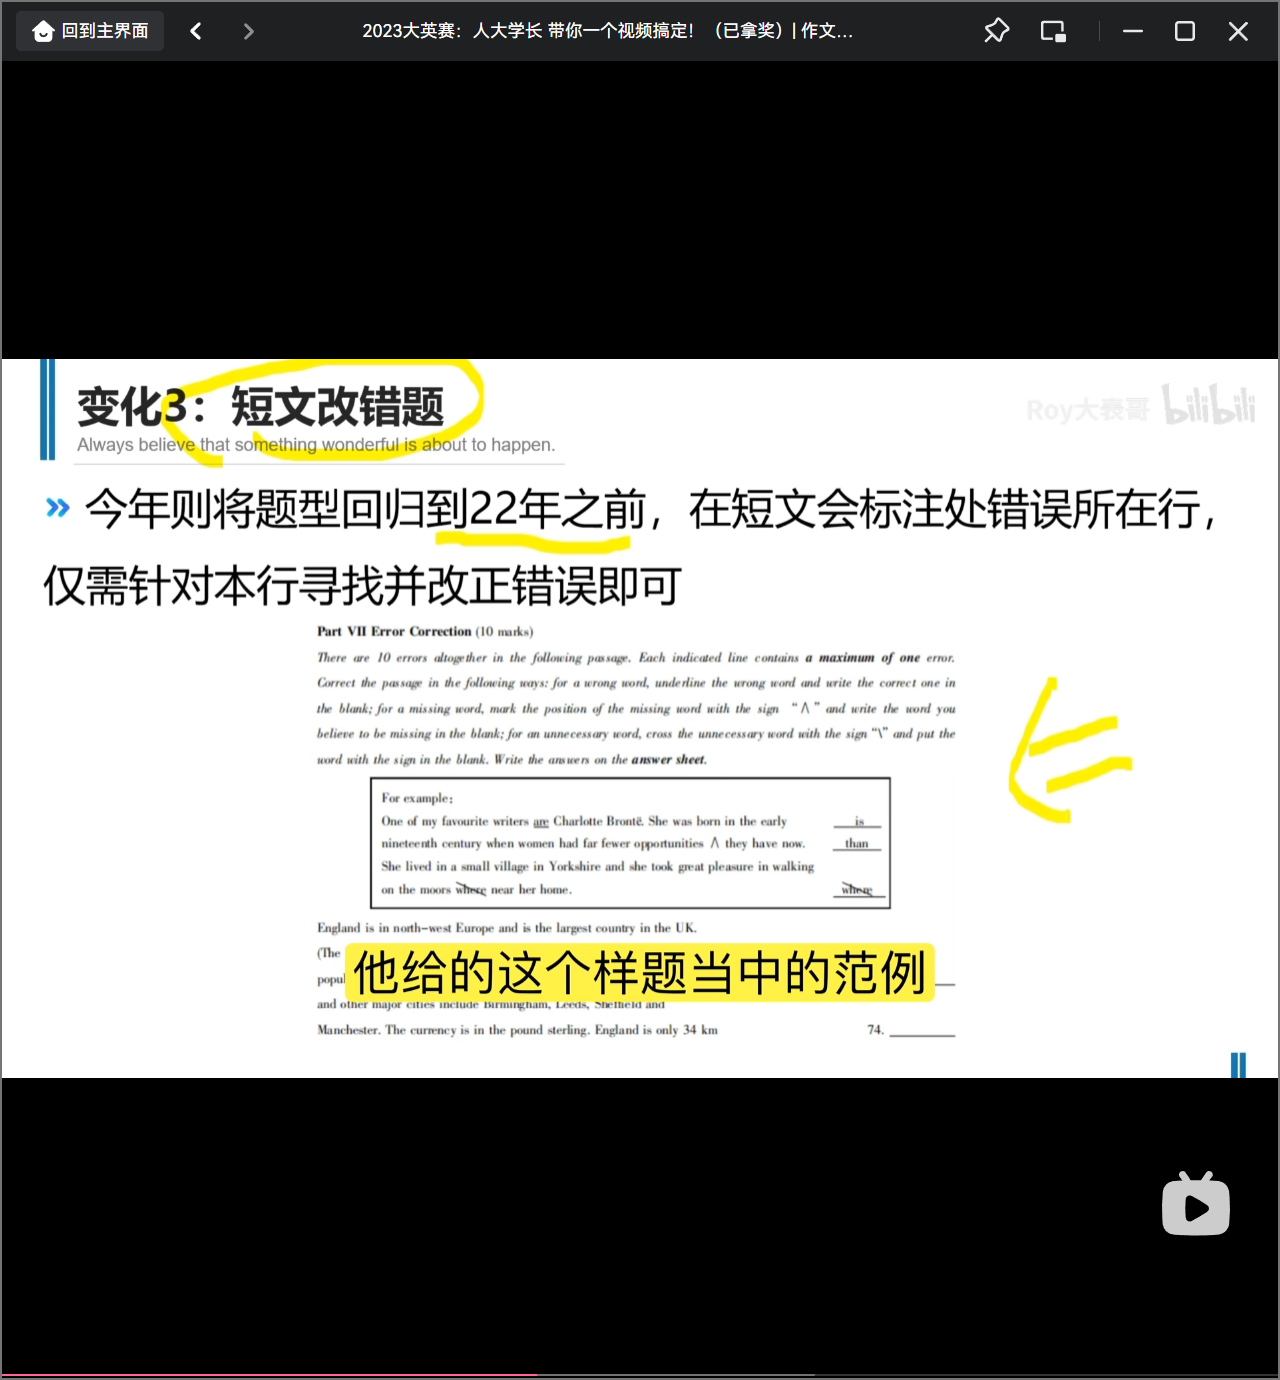 回到主界面
2023大英赛：人大学长 带你一个视频搞定！（已拿奖）| 作文...
变化3：短文改错题
Always believe that something wonderful is about to happen.
Roy大表哥 bilibili
今年则将题型回归到22年之前，在短文会标注处错误所在行，
仅需针对本行寻找并改正错误即可
Part VII Error Correction (10 marks)
There are 10 errors altogether in the following passage. Each indicated line contains a maximum of one error.
Correct the passage in the following ways: for a wrong word, underline the wrong word and write the correct one in
the blank; for a missing word, mark the position of the missing word with the sign “∧” and write the word you
believe to be missing in the blank; for an unnecessary word, cross the unnecessary word with the sign “\” and put the
word with the sign in the blank. Write the answers on the answer sheet.
For example:
One of my favourite writers are Charlotte Brontë. She was born in the early is
nineteenth century when women had far fewer opportunities ∧ they have now. than
She lived in a small village in Yorkshire and she took great pleasure in walking
on the moors where near her home. where
England is in north-west Europe and is the largest country in the UK.
(The
他给的这个样题当中的范例
and other major cities include Birmingham, Leeds, Sheffield and
Manchester. The currency is in the pound sterling. England is only 34 km 74.